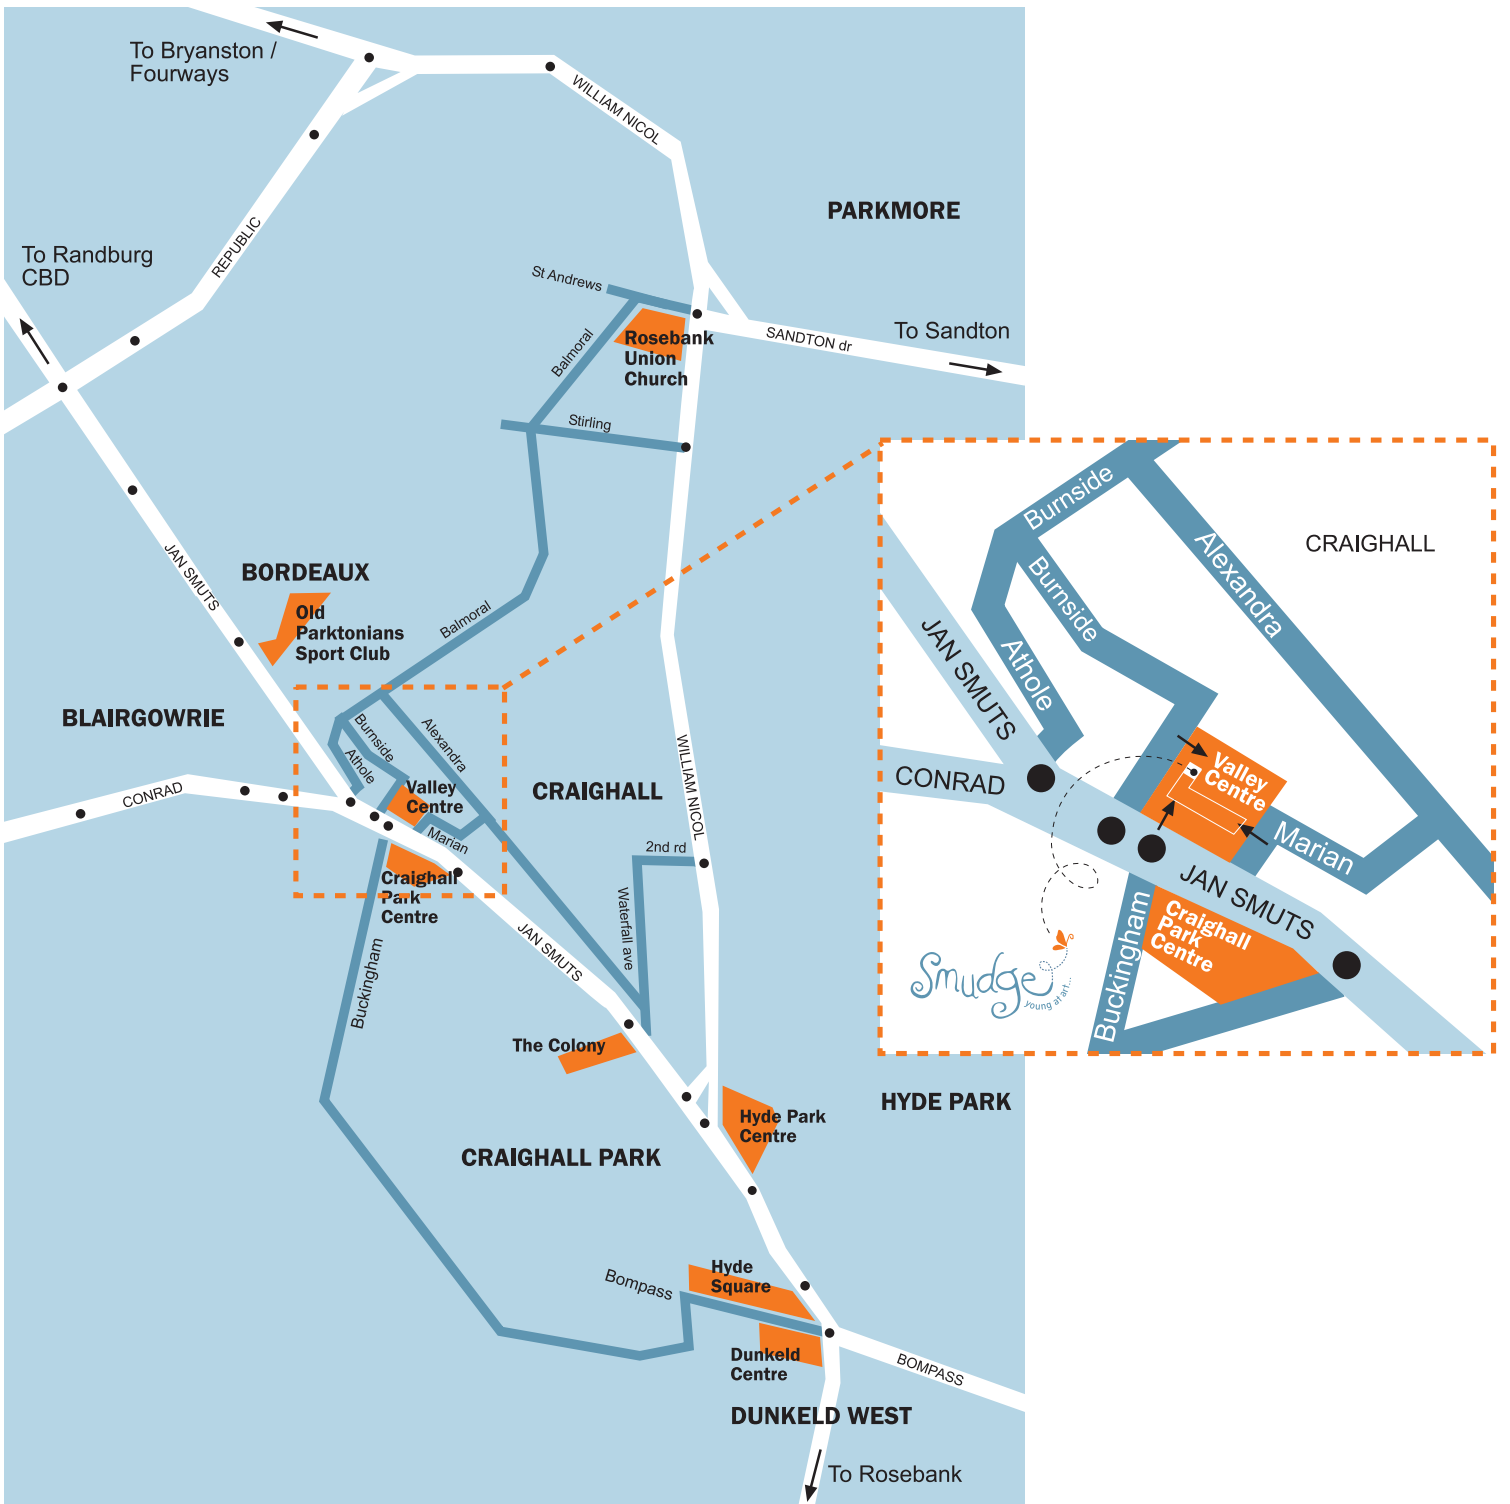 To Bryanston /
Fourways
WILLIAM NICOL
PARKMORE
REPUBLIC
To Randburg
CBD
St Andrews
Balmoral
Rosebank
Union
Church
SANDTON dr
To Sandton
Stirling
JAN SMUTS
BORDEAUX
Old
Parktonians
Sport Club
Balmoral
BLAIRGOWRIE
Burnside
Athole
Alexandra
Valley
Centre
Marian
CONRAD
CRAIGHALL
WILLIAM NICOL
2nd rd
Waterfall ave
Craighall
Park
Centre
Buckingham
JAN SMUTS
The Colony
Hyde Park
Centre
HYDE PARK
CRAIGHALL PARK
Hyde
Square
Bompass
Dunkeld
Centre
BOMPASS
DUNKELD WEST
To Rosebank
Burnside
Burnside
Alexandra
CRAIGHALL
Athole
JAN SMUTS
CONRAD
Valley
Centre
Marian
JAN SMUTS
Craighall
Park
Centre
Buckingham
Smudge
young at art...